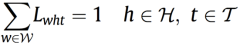 ∑_{w∈𝒲} L_{wht} = 1   h ∈ ℋ, t ∈ 𝒯